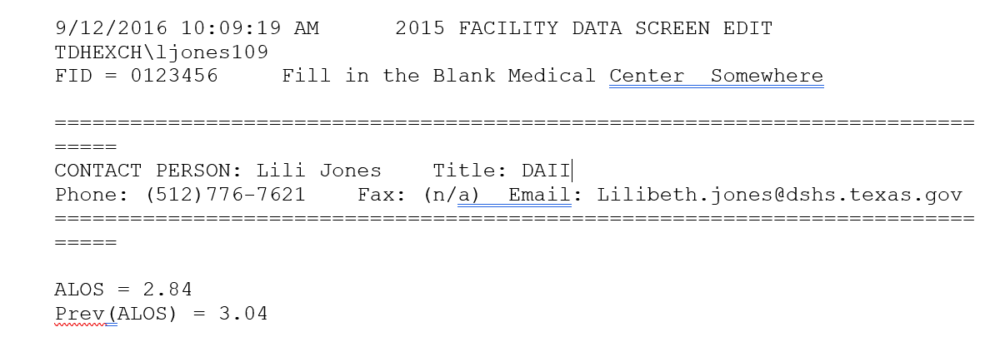 9/12/2016 10:09:19 AM      2015 FACILITY DATA SCREEN EDIT
TDHEXCH\ljones109
FID = 0123456     Fill in the Blank Medical Center  Somewhere
=========================================================================
=====
CONTACT PERSON: Lili Jones    Title: DAII
Phone: (512)776-7621    Fax: (n/a)  Email: Lilibeth.jones@dshs.texas.gov
=========================================================================
=====
ALOS = 2.84
Prev(ALOS) = 3.04